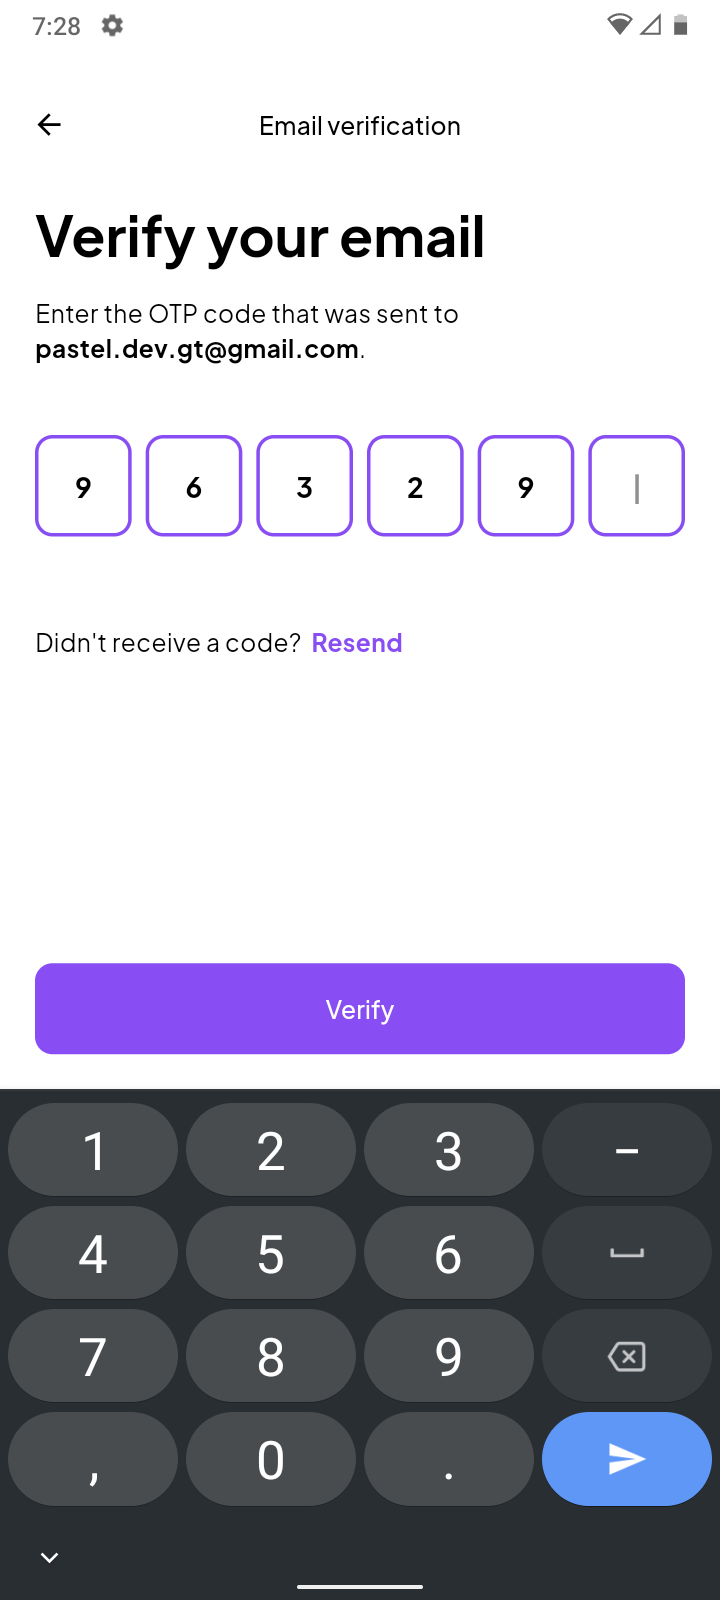 7:28
Email verification
Verify your email
Enter the OTP code that was sent to
pastel.dev.gt@gmail.com.
9 6 3 2 9
Didn't receive a code? Resend
Verify
1 2 3 –
4 5 6
7 8 9
, 0 .